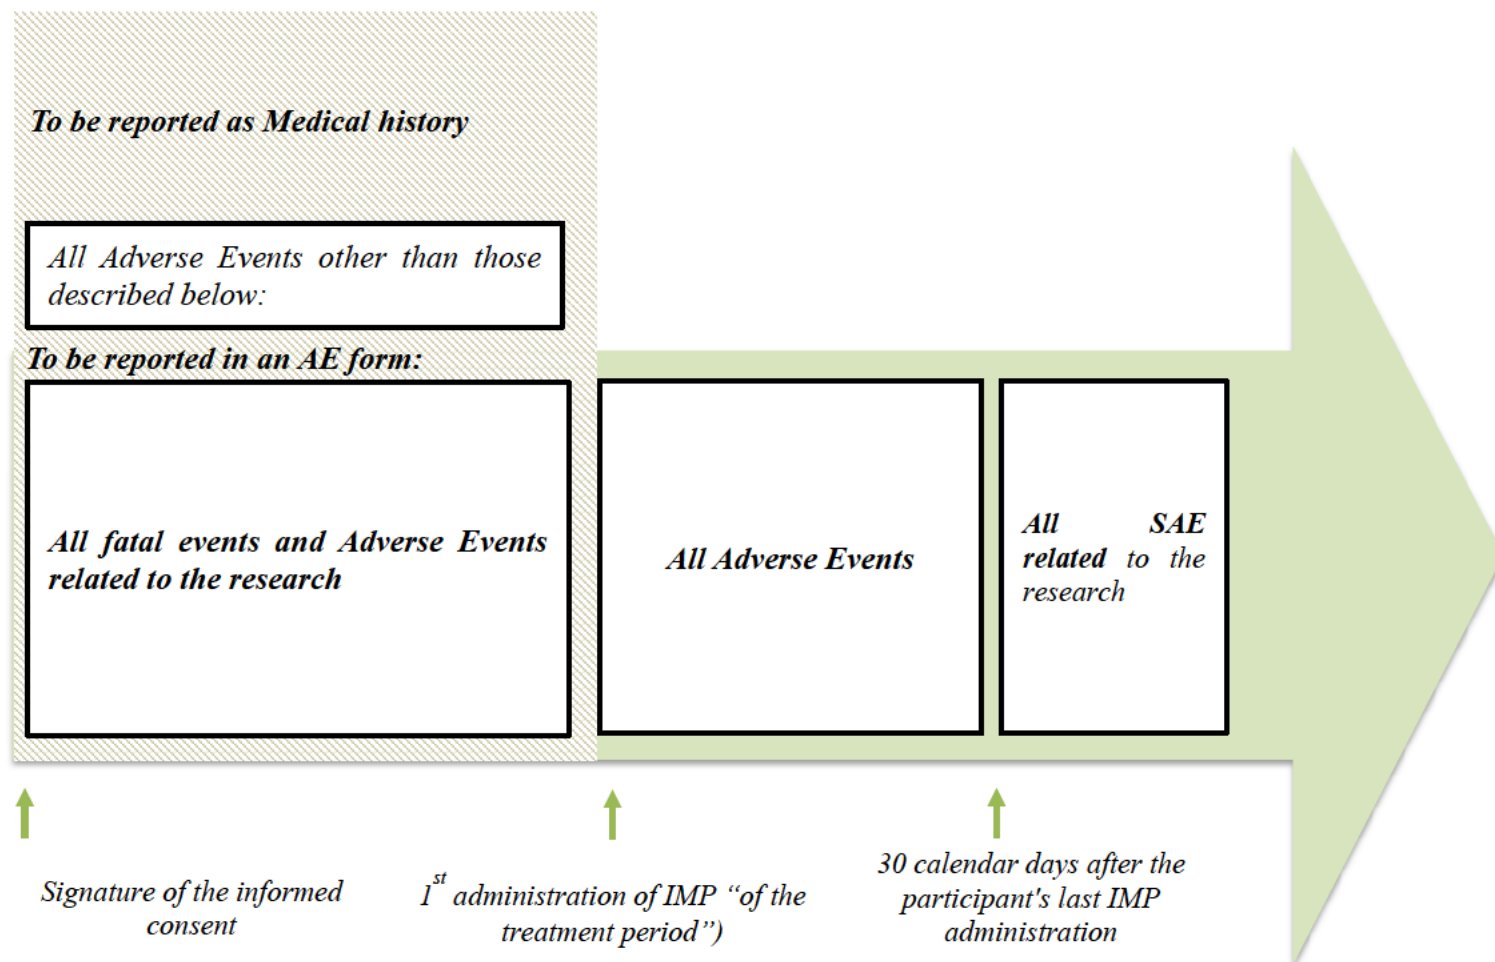 To be reported as Medical history
All Adverse Events other than those
described below:
To be reported in an AE form:
All fatal events and Adverse Events
related to the research
All Adverse Events
All SAE
related to the
research
Signature of the informed
consent
1st administration of IMP “of the
treatment period”)
30 calendar days after the
participant's last IMP
administration